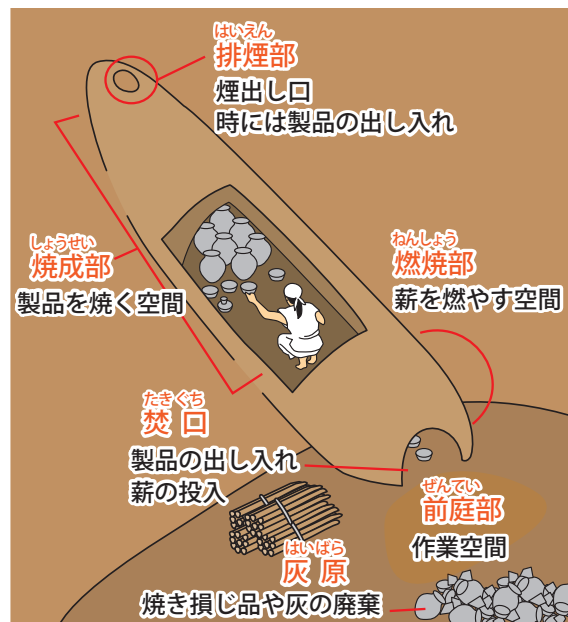 はいえん
排煙部
煙出し口
時には製品の出し入れ
しょうせい
焼成部
製品を焼く空間
ねんしょう
燃焼部
薪を燃やす空間
たきぐち
焚口
製品の出し入れ
薪の投入
ぜんてい
前庭部
作業空間
はいばら
灰原
焼き損じ品や灰の廃棄